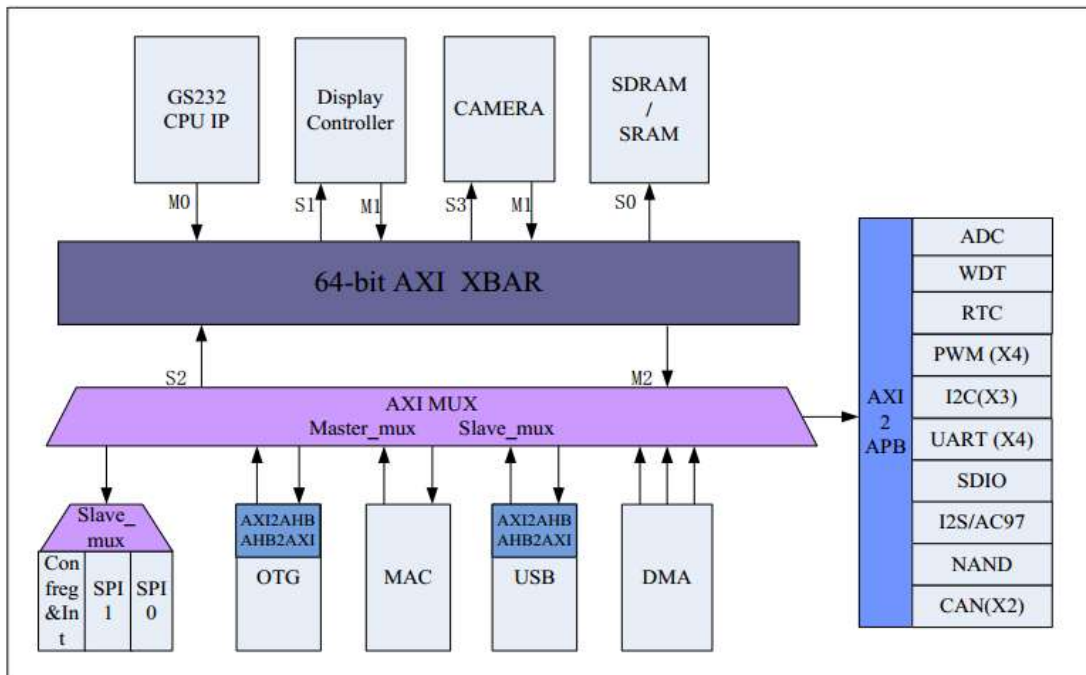 GS232
CPU IP
Display
Controller
CAMERA
SDRAM
/
SRAM
M0
S1
M1
S3
M1
S0
64-bit AXI  XBAR
S2
M2
AXI MUX
Master_mux
Slave_mux
Slave_
mux
Con
freg
&In
t
SPI
1
SPI
0
AXI2AHB
AHB2AXI
OTG
MAC
AXI2AHB
AHB2AXI
USB
DMA
AXI
2
APB
ADC
WDT
RTC
PWM (X4)
I2C(X3)
UART (X4)
SDIO
I2S/AC97
NAND
CAN(X2)